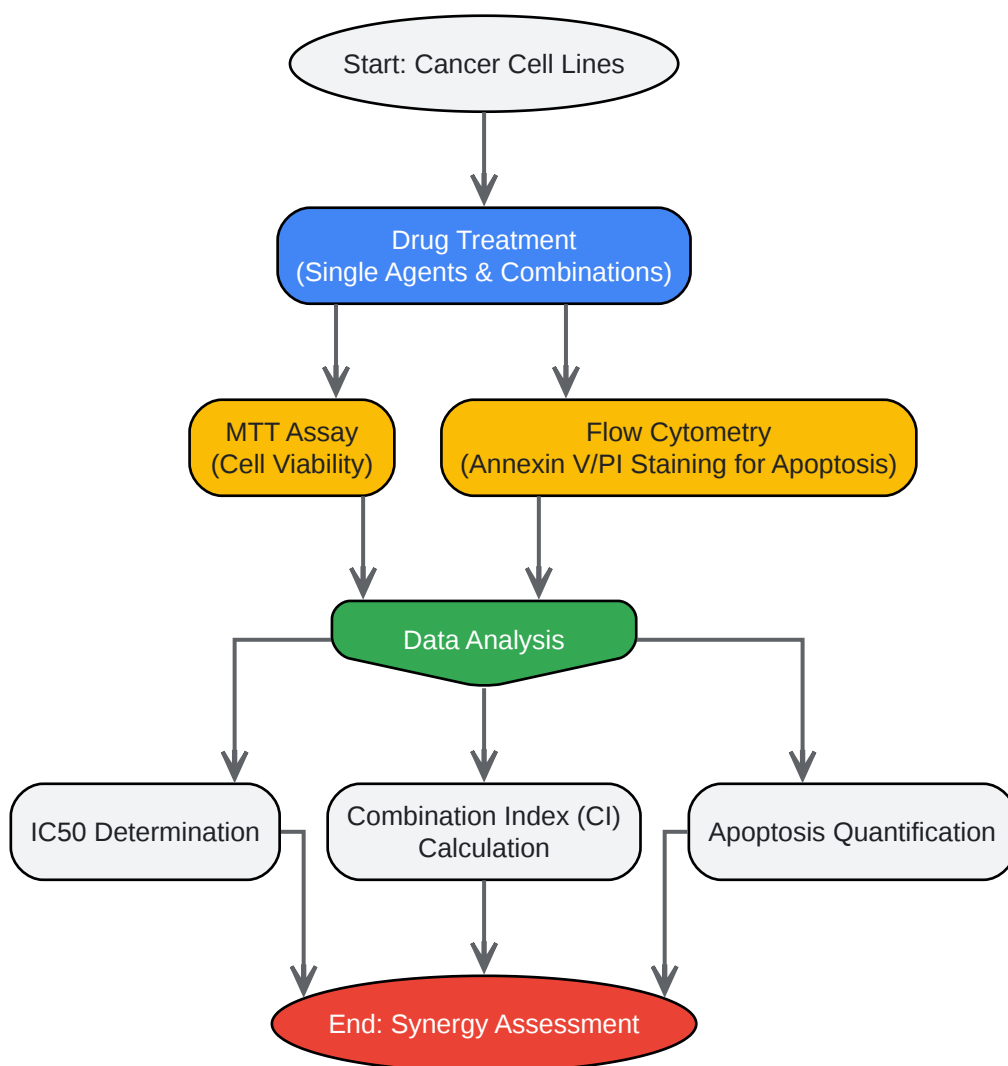 Start: Cancer Cell Lines
Drug Treatment
(Single Agents & Combinations)
MTT Assay
(Cell Viability)
Flow Cytometry
(Annexin V/PI Staining for Apoptosis)
Data Analysis
IC50 Determination
Combination Index (CI)
Calculation
Apoptosis Quantification
End: Synergy Assessment